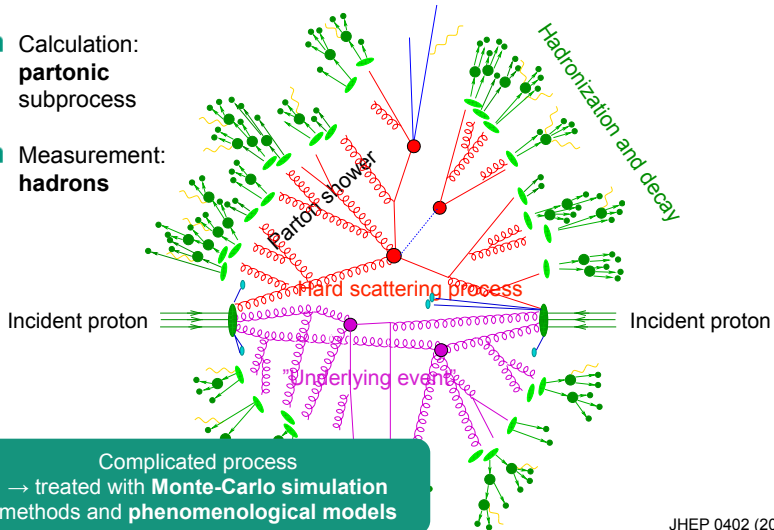 Calculation:
partonic
subprocess
Measurement:
hadrons
Hadronization and decay
Parton shower
Hard scattering process
Incident proton
Incident proton
"Underlying event"
Complicated process
→ treated with Monte-Carlo simulation
methods and phenomenological models
JHEP 0402 (20